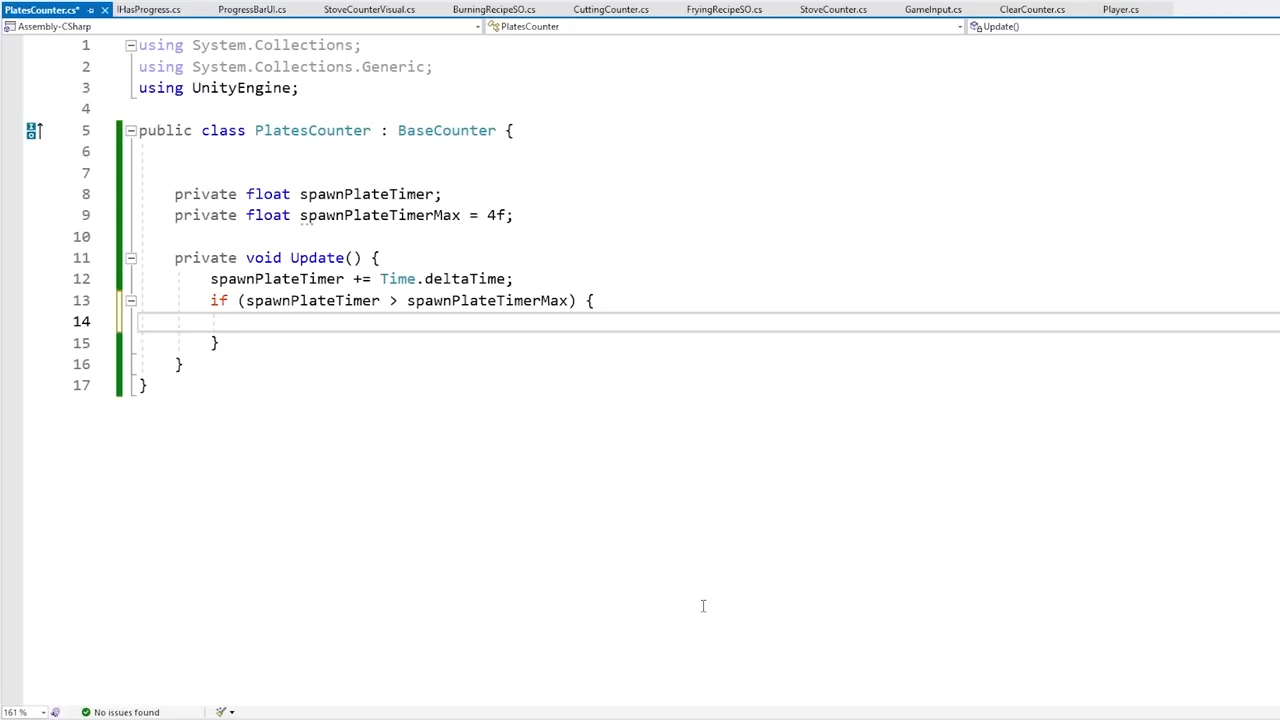 PlatesCounter.cs* IHasProgress.cs ProgressBarUI.cs StoveCounterVisual.cs BurningRecipeSO.cs CuttingCounter.cs FryingRecipeSO.cs StoveCounter.cs GameInput.cs ClearCounter.cs Player.cs
Assembly-CSharp PlatesCounter Update()
1 using System.Collections;
2 using System.Collections.Generic;
3 using UnityEngine;
4
5 public class PlatesCounter : BaseCounter {
6
7
8 private float spawnPlateTimer;
9 private float spawnPlateTimerMax = 4f;
10
11 private void Update() {
12 spawnPlateTimer += Time.deltaTime;
13 if (spawnPlateTimer > spawnPlateTimerMax) {
14
15 }
16 }
17 }
161 % No issues found